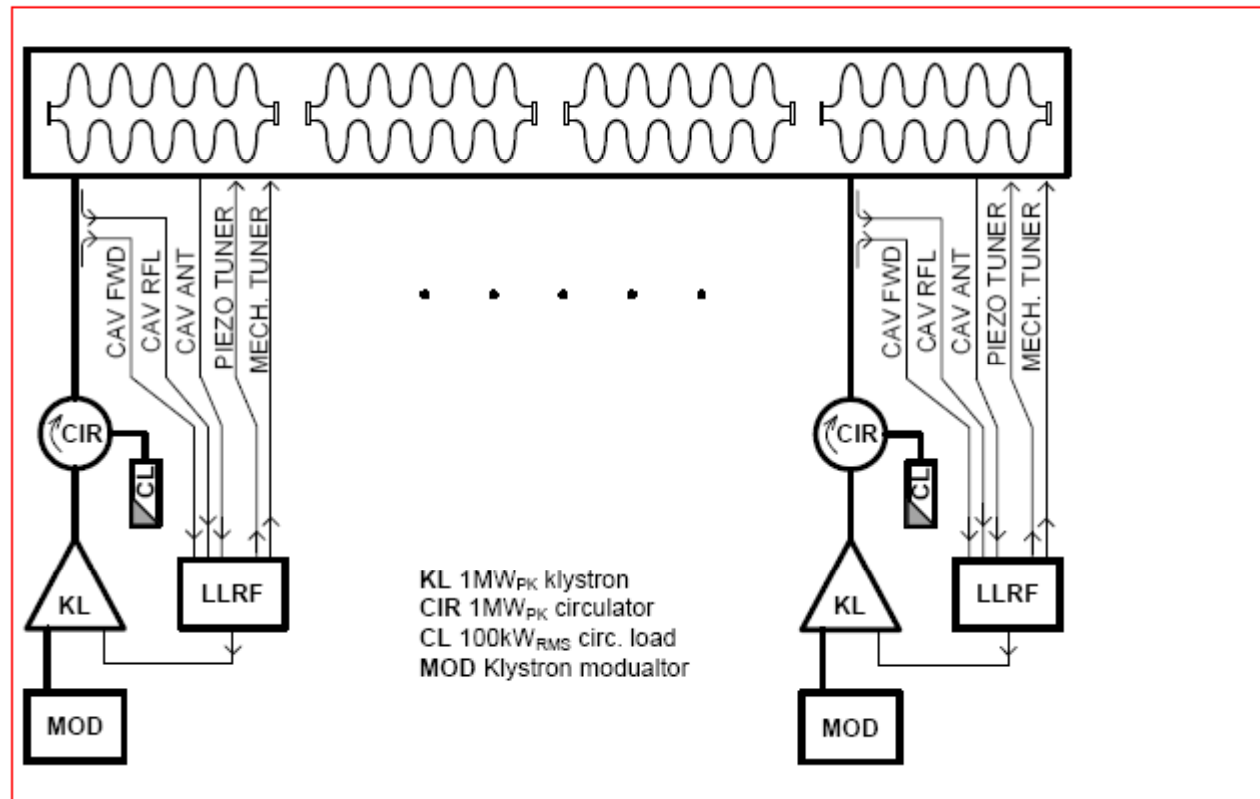 CAV FWD
CAV RFL
CAV ANT
PIEZO TUNER
MECH. TUNER
CAV FWD
CAV RFL
CAV ANT
PIEZO TUNER
MECH. TUNER
CIR
CL
CIR
CL
KL
LLRF
KL 1MWPK klystron
CIR 1MWPK circulator
CL 100kWRMS circ. load
MOD Klystron modualtor
KL
LLRF
MOD
MOD